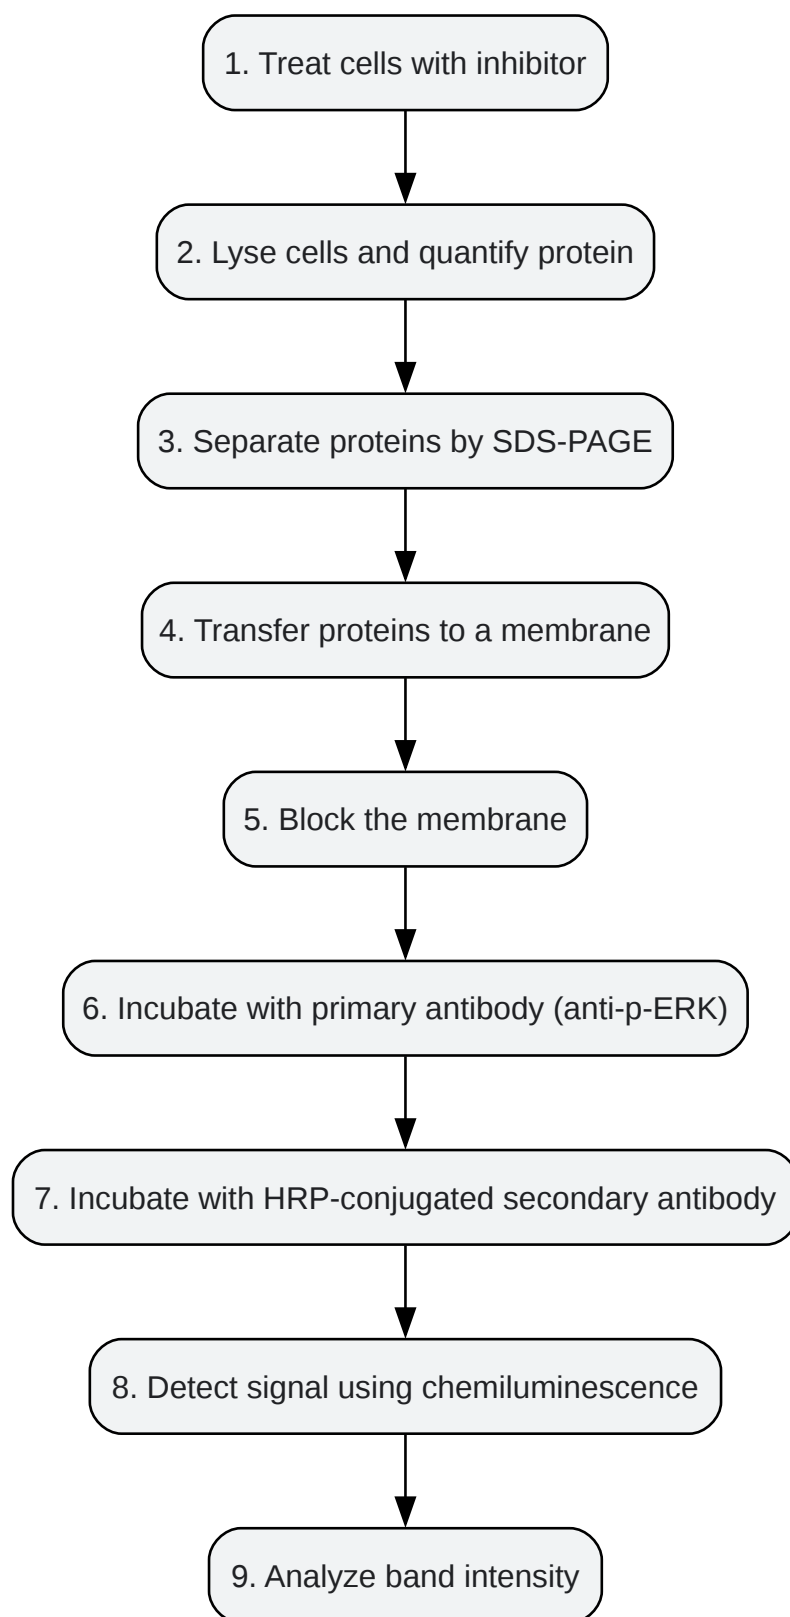 1. Treat cells with inhibitor
2. Lyse cells and quantify protein
3. Separate proteins by SDS-PAGE
4. Transfer proteins to a membrane
5. Block the membrane
6. Incubate with primary antibody (anti-p-ERK)
7. Incubate with HRP-conjugated secondary antibody
8. Detect signal using chemiluminescence
9. Analyze band intensity